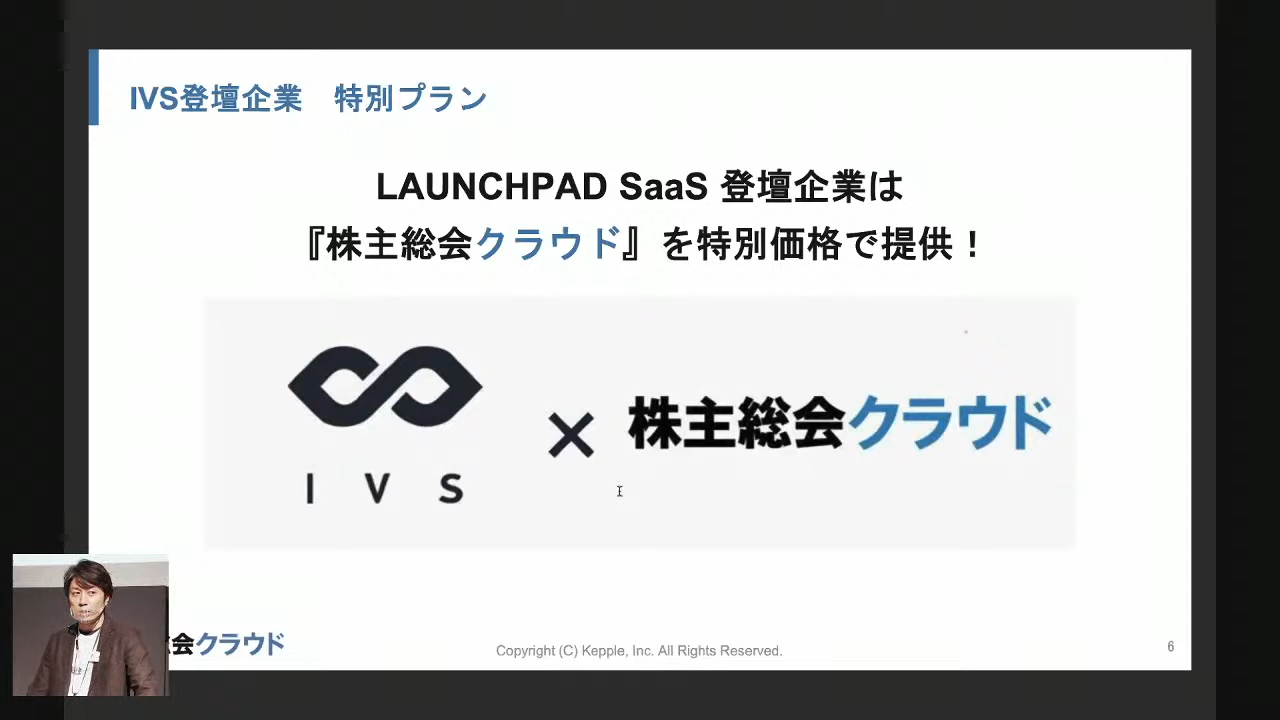 IVS登壇企業　特別プラン
LAUNCHPAD SaaS 登壇企業は
『株主総会クラウド』を特別価格で提供！
IVS
×
株主総会クラウド
会クラウド
Copyright (C) Kepple, Inc. All Rights Reserved.
6